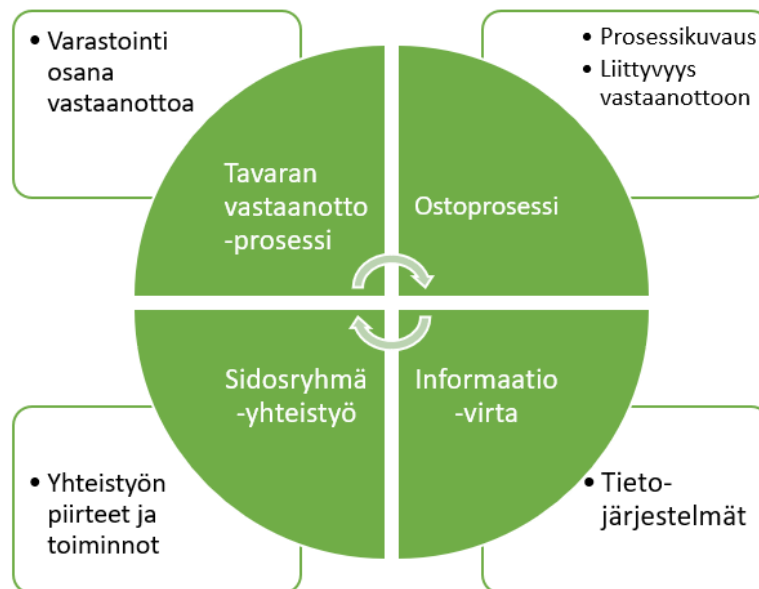 • Varastointi
osana
vastaanottoa
• Prosessikuvaus
• Liittyvyys
vastaanottoon
Tavaran
vastaanotto
-prosessi
Ostoprosessi
Sidosryhmä
-yhteistyö
Informaatio
-virta
• Yhteistyön
piirteet ja
toiminnot
• Tieto-
järjestelmät